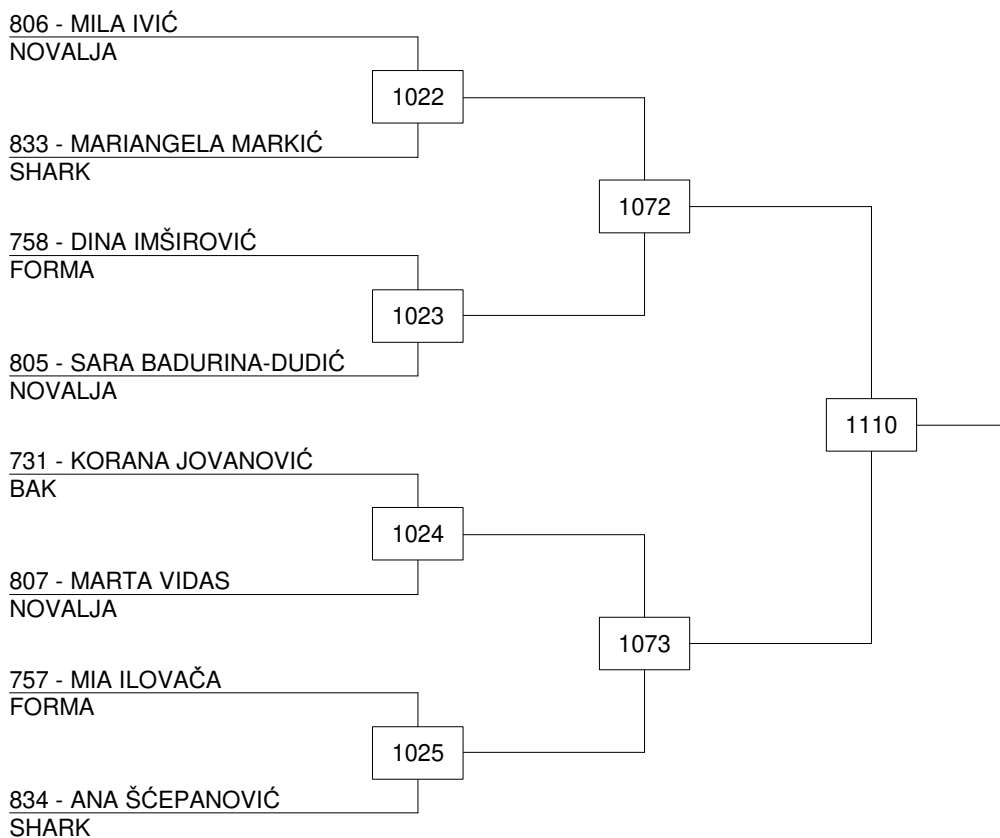 806 - MILA IVIĆ
NOVALJA
1022
833 - MARIANGELA MARKIĆ
SHARK
1072
758 - DINA IMŠIROVIĆ
FORMA
1023
805 - SARA BADURINA-DUDIĆ
NOVALJA
1110
731 - KORANA JOVANOVIĆ
BAK
1024
807 - MARTA VIDAS
NOVALJA
1073
757 - MIA ILOVAČA
FORMA
1025
834 - ANA ŠĆEPANOVIĆ
SHARK